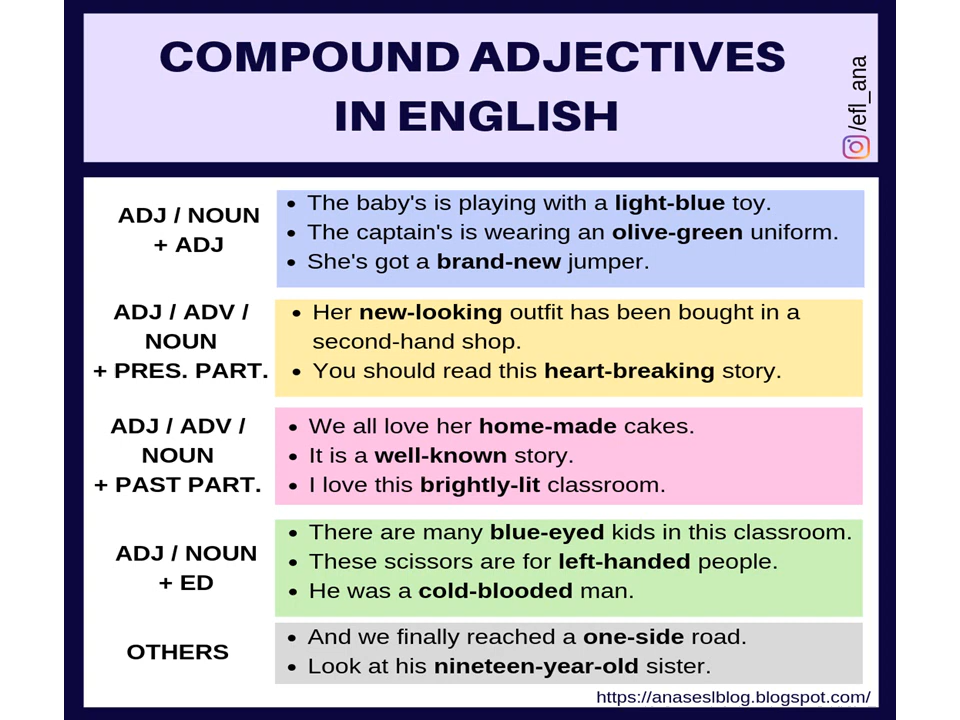 COMPOUND ADJECTIVES
IN ENGLISH
/efl_ana
ADJ / NOUN
+ ADJ
• The baby's is playing with a light-blue toy.
• The captain's is wearing an olive-green uniform.
• She's got a brand-new jumper.
ADJ / ADV /
NOUN
+ PRES. PART.
• Her new-looking outfit has been bought in a
second-hand shop.
• You should read this heart-breaking story.
ADJ / ADV /
NOUN
+ PAST PART.
• We all love her home-made cakes.
• It is a well-known story.
• I love this brightly-lit classroom.
ADJ / NOUN
+ ED
• There are many blue-eyed kids in this classroom.
• These scissors are for left-handed people.
• He was a cold-blooded man.
OTHERS
• And we finally reached a one-side road.
• Look at his nineteen-year-old sister.
https://anaseslblog.blogspot.com/